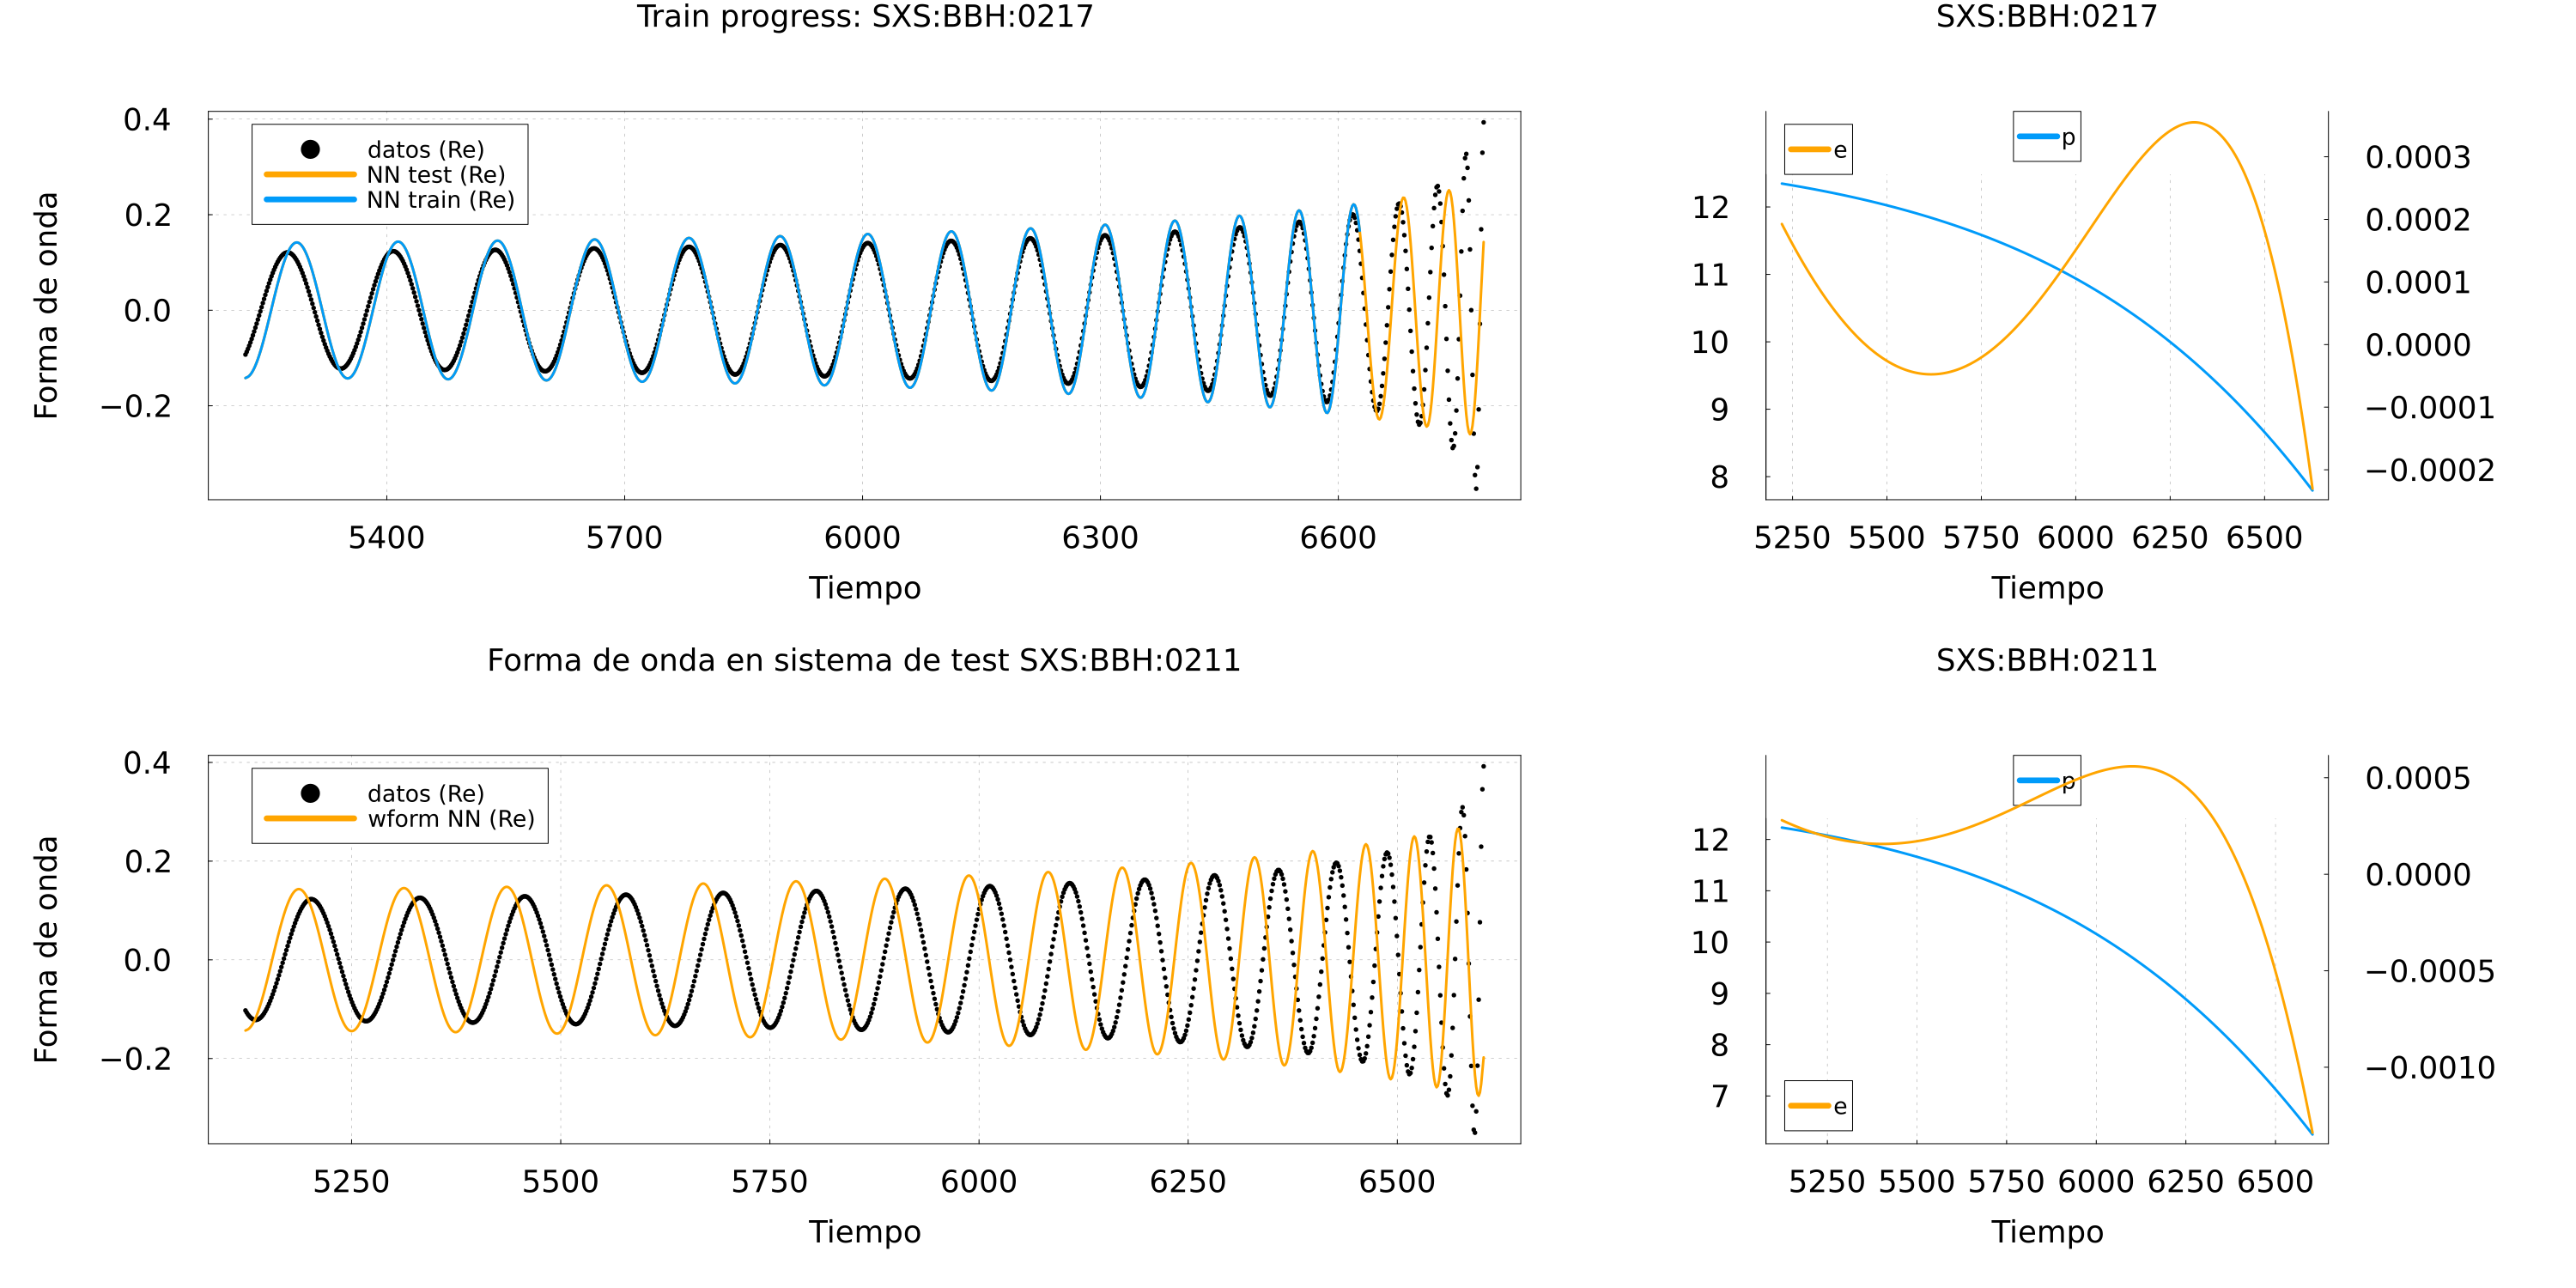 Train progress: SXS:BBH:0217
Forma de onda
0.4
0.2
0.0
−0.2
datos (Re)
NN test (Re)
NN train (Re)
5400 5700 6000 6300 6600
Tiempo
SXS:BBH:0217
e
p
12
11
10
9
8
0.0003
0.0002
0.0001
0.0000
−0.0001
−0.0002
5250 5500 5750 6000 6250 6500
Tiempo
Forma de onda en sistema de test SXS:BBH:0211
Forma de onda
0.4
0.2
0.0
−0.2
datos (Re)
wform NN (Re)
5250 5500 5750 6000 6250 6500
Tiempo
SXS:BBH:0211
p
e
12
11
10
9
8
7
0.0005
0.0000
−0.0005
−0.0010
5250 5500 5750 6000 6250 6500
Tiempo